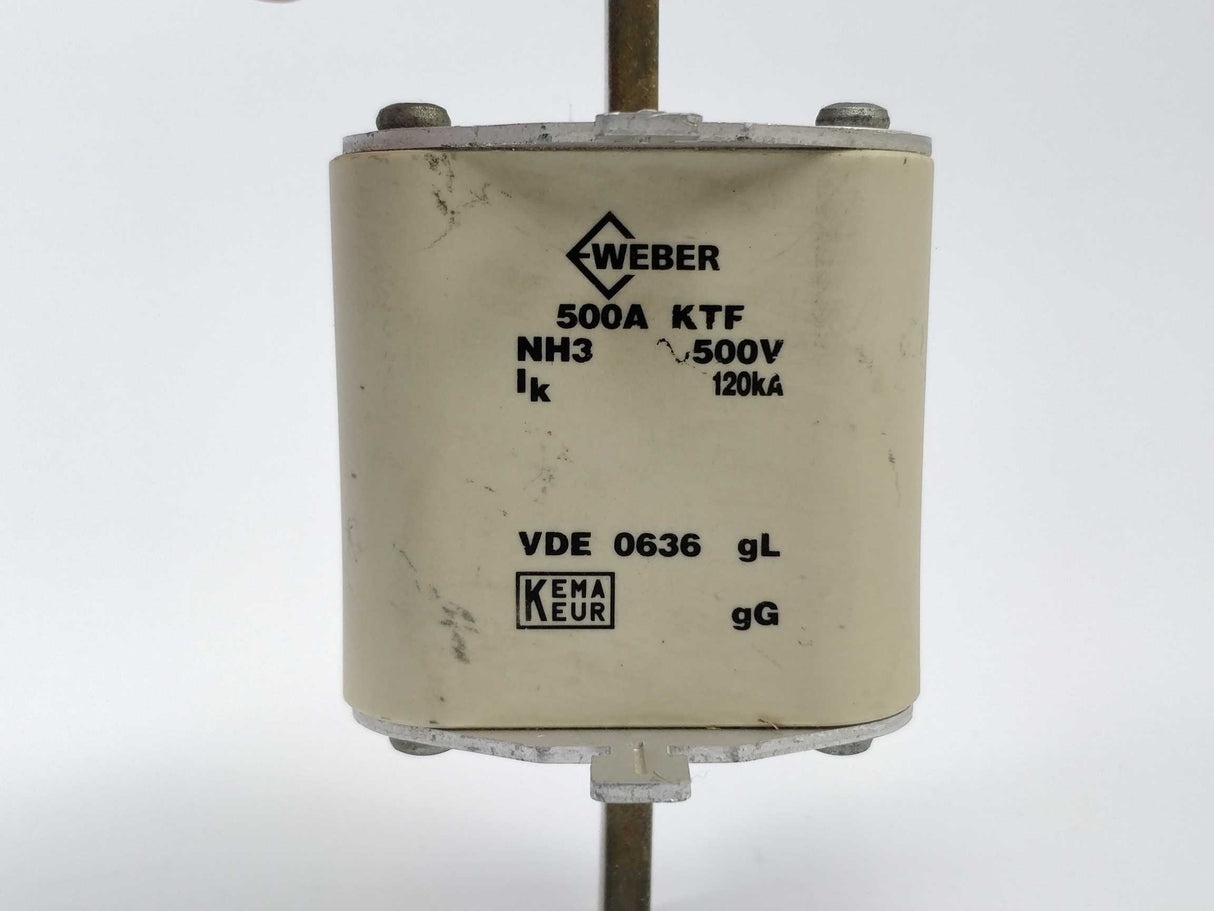 WEBER
500A KTF
NH3 ~500V
Ik 120kA
VDE 0636 gL
KEMA
KEUR gG